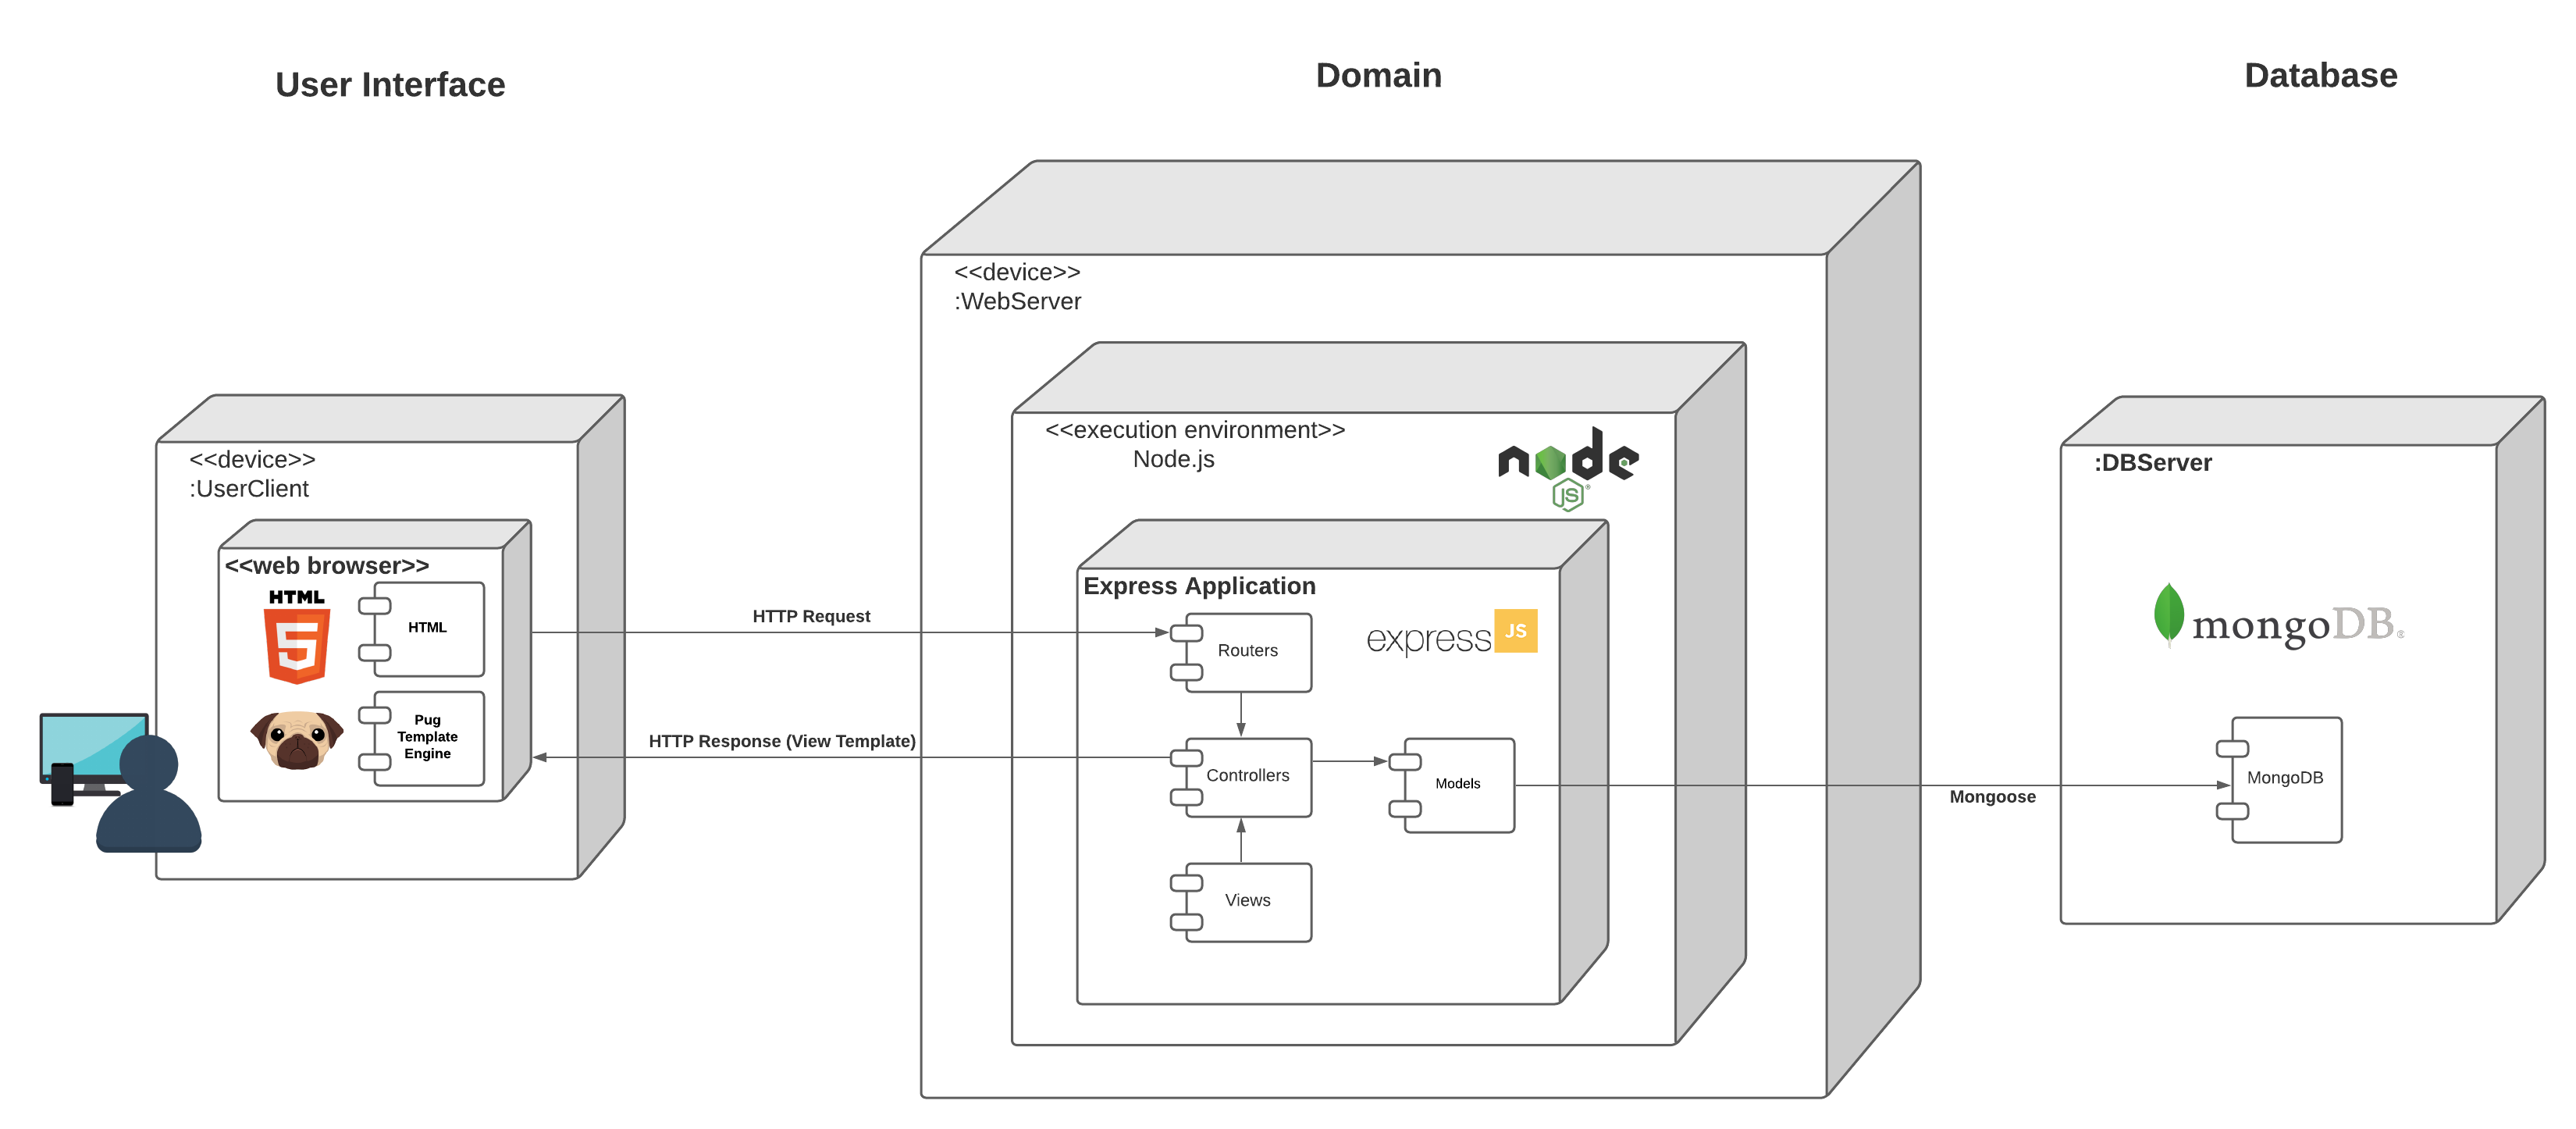 User Interface
Domain
Database
<<device>>
:WebServer
<<device>>
:UserClient
<<web browser>>
HTML
5
HTML
Pug
Template
Engine
HTTP Request
HTTP Response (View Template)
<<execution environment>>
Node.js
node
JS®
Express Application
express
JS
Routers
Controllers
Models
Views
Mongoose
:DBServer
mongoDB®
MongoDB